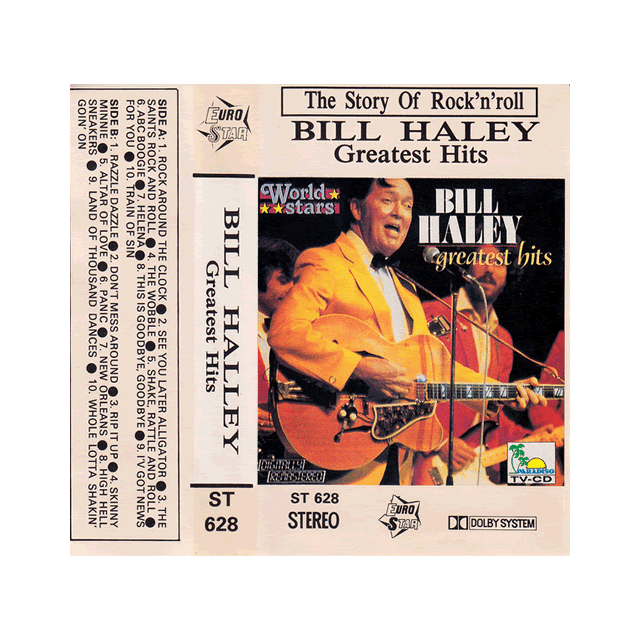 SIDE A: 1. ROCK AROUND THE CLOCK ● 2. SEE YOU LATER ALLIGATOR ● 3. THE
SAINTS ROCK AND ROLL ● 4. THE WOBBLE ● 5. SHAKE, RATTLE AND ROLL ●
6. ABC BOOGIE ● 7. HELENA ● 8. THIS IS GOODBYE, GOODBYE ● 9. IV GOT NEWS
FOR YOU ● 10. TRAIN OF SIN
SIDE B: 1. RAZZLE DAZZLE ● 2. DON'T MESS AROUND ● 3. RIP IT UP ● 4. SKINNY
MINNIE ● 5. ALTAR OF LOVE ● 6. PANIC ● 7. NEW ORLEANS ● 8. HIGH HELL
SNEAKERS ● 9. LAND OF THOUSAND DANCES ● 10. WHOLE LOTTA SHAKIN'
GOIN' ON
EURO
STAR
BILL HALLEY
Greatest Hits
ST
628
The Story Of Rock'n'roll
BILL HALEY
Greatest Hits
World
stars
BILL
HALEY
greatest hits
DIGITALLY
REMASTERED
PARADISO
TV-CD
ST 628
STEREO
EURO
STAR
DOLBY SYSTEM